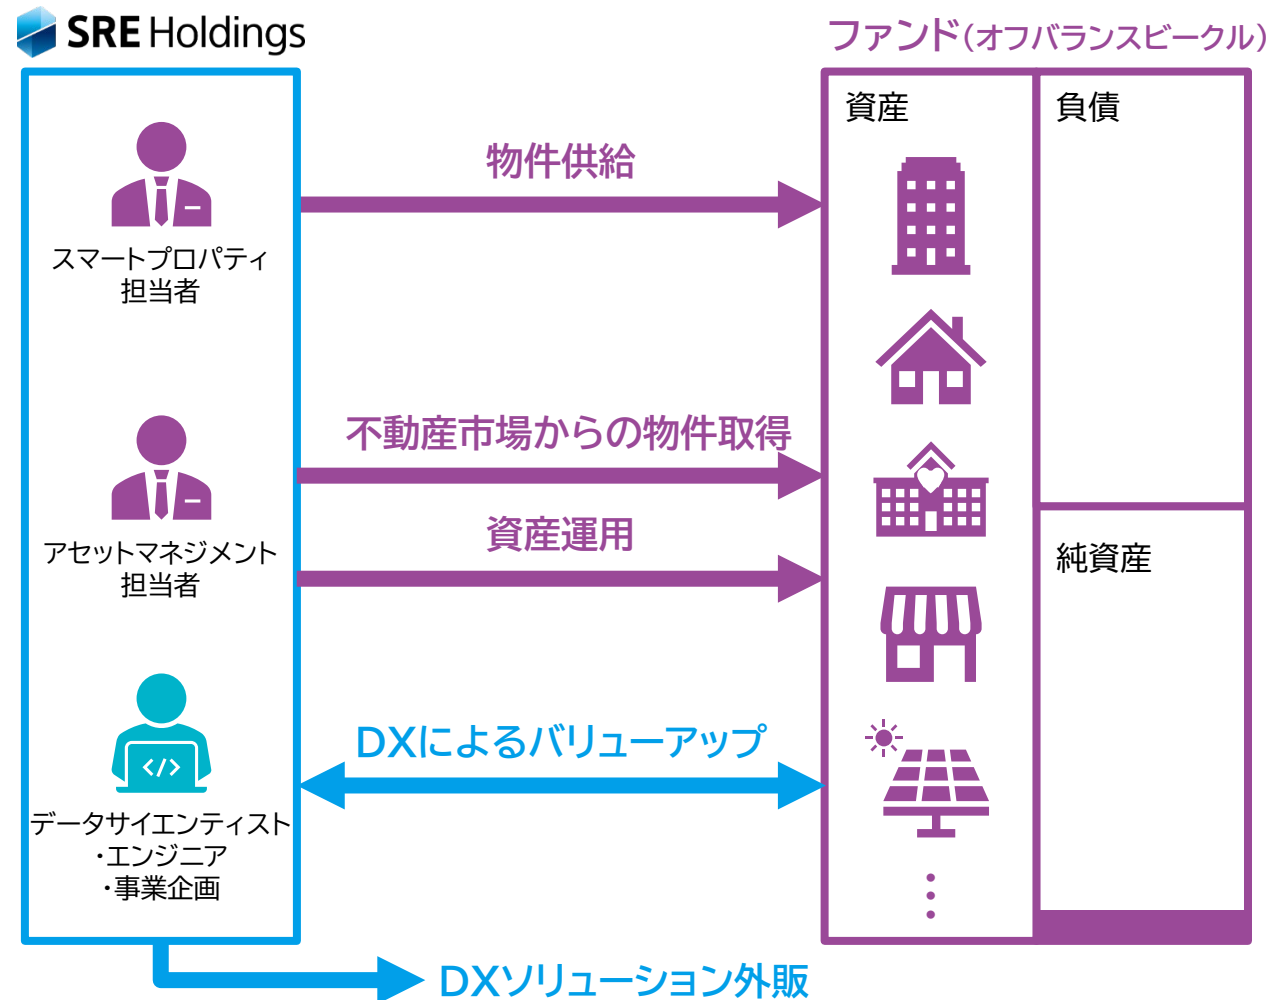 SRE Holdings
ファンド(オフバランスビークル)
スマートプロパティ
担当者
アセットマネジメント
担当者
データサイエンティスト
・エンジニア
・事業企画
物件供給
不動産市場からの物件取得
資産運用
DXによるバリューアップ
DXソリューション外販
資産
負債
純資産